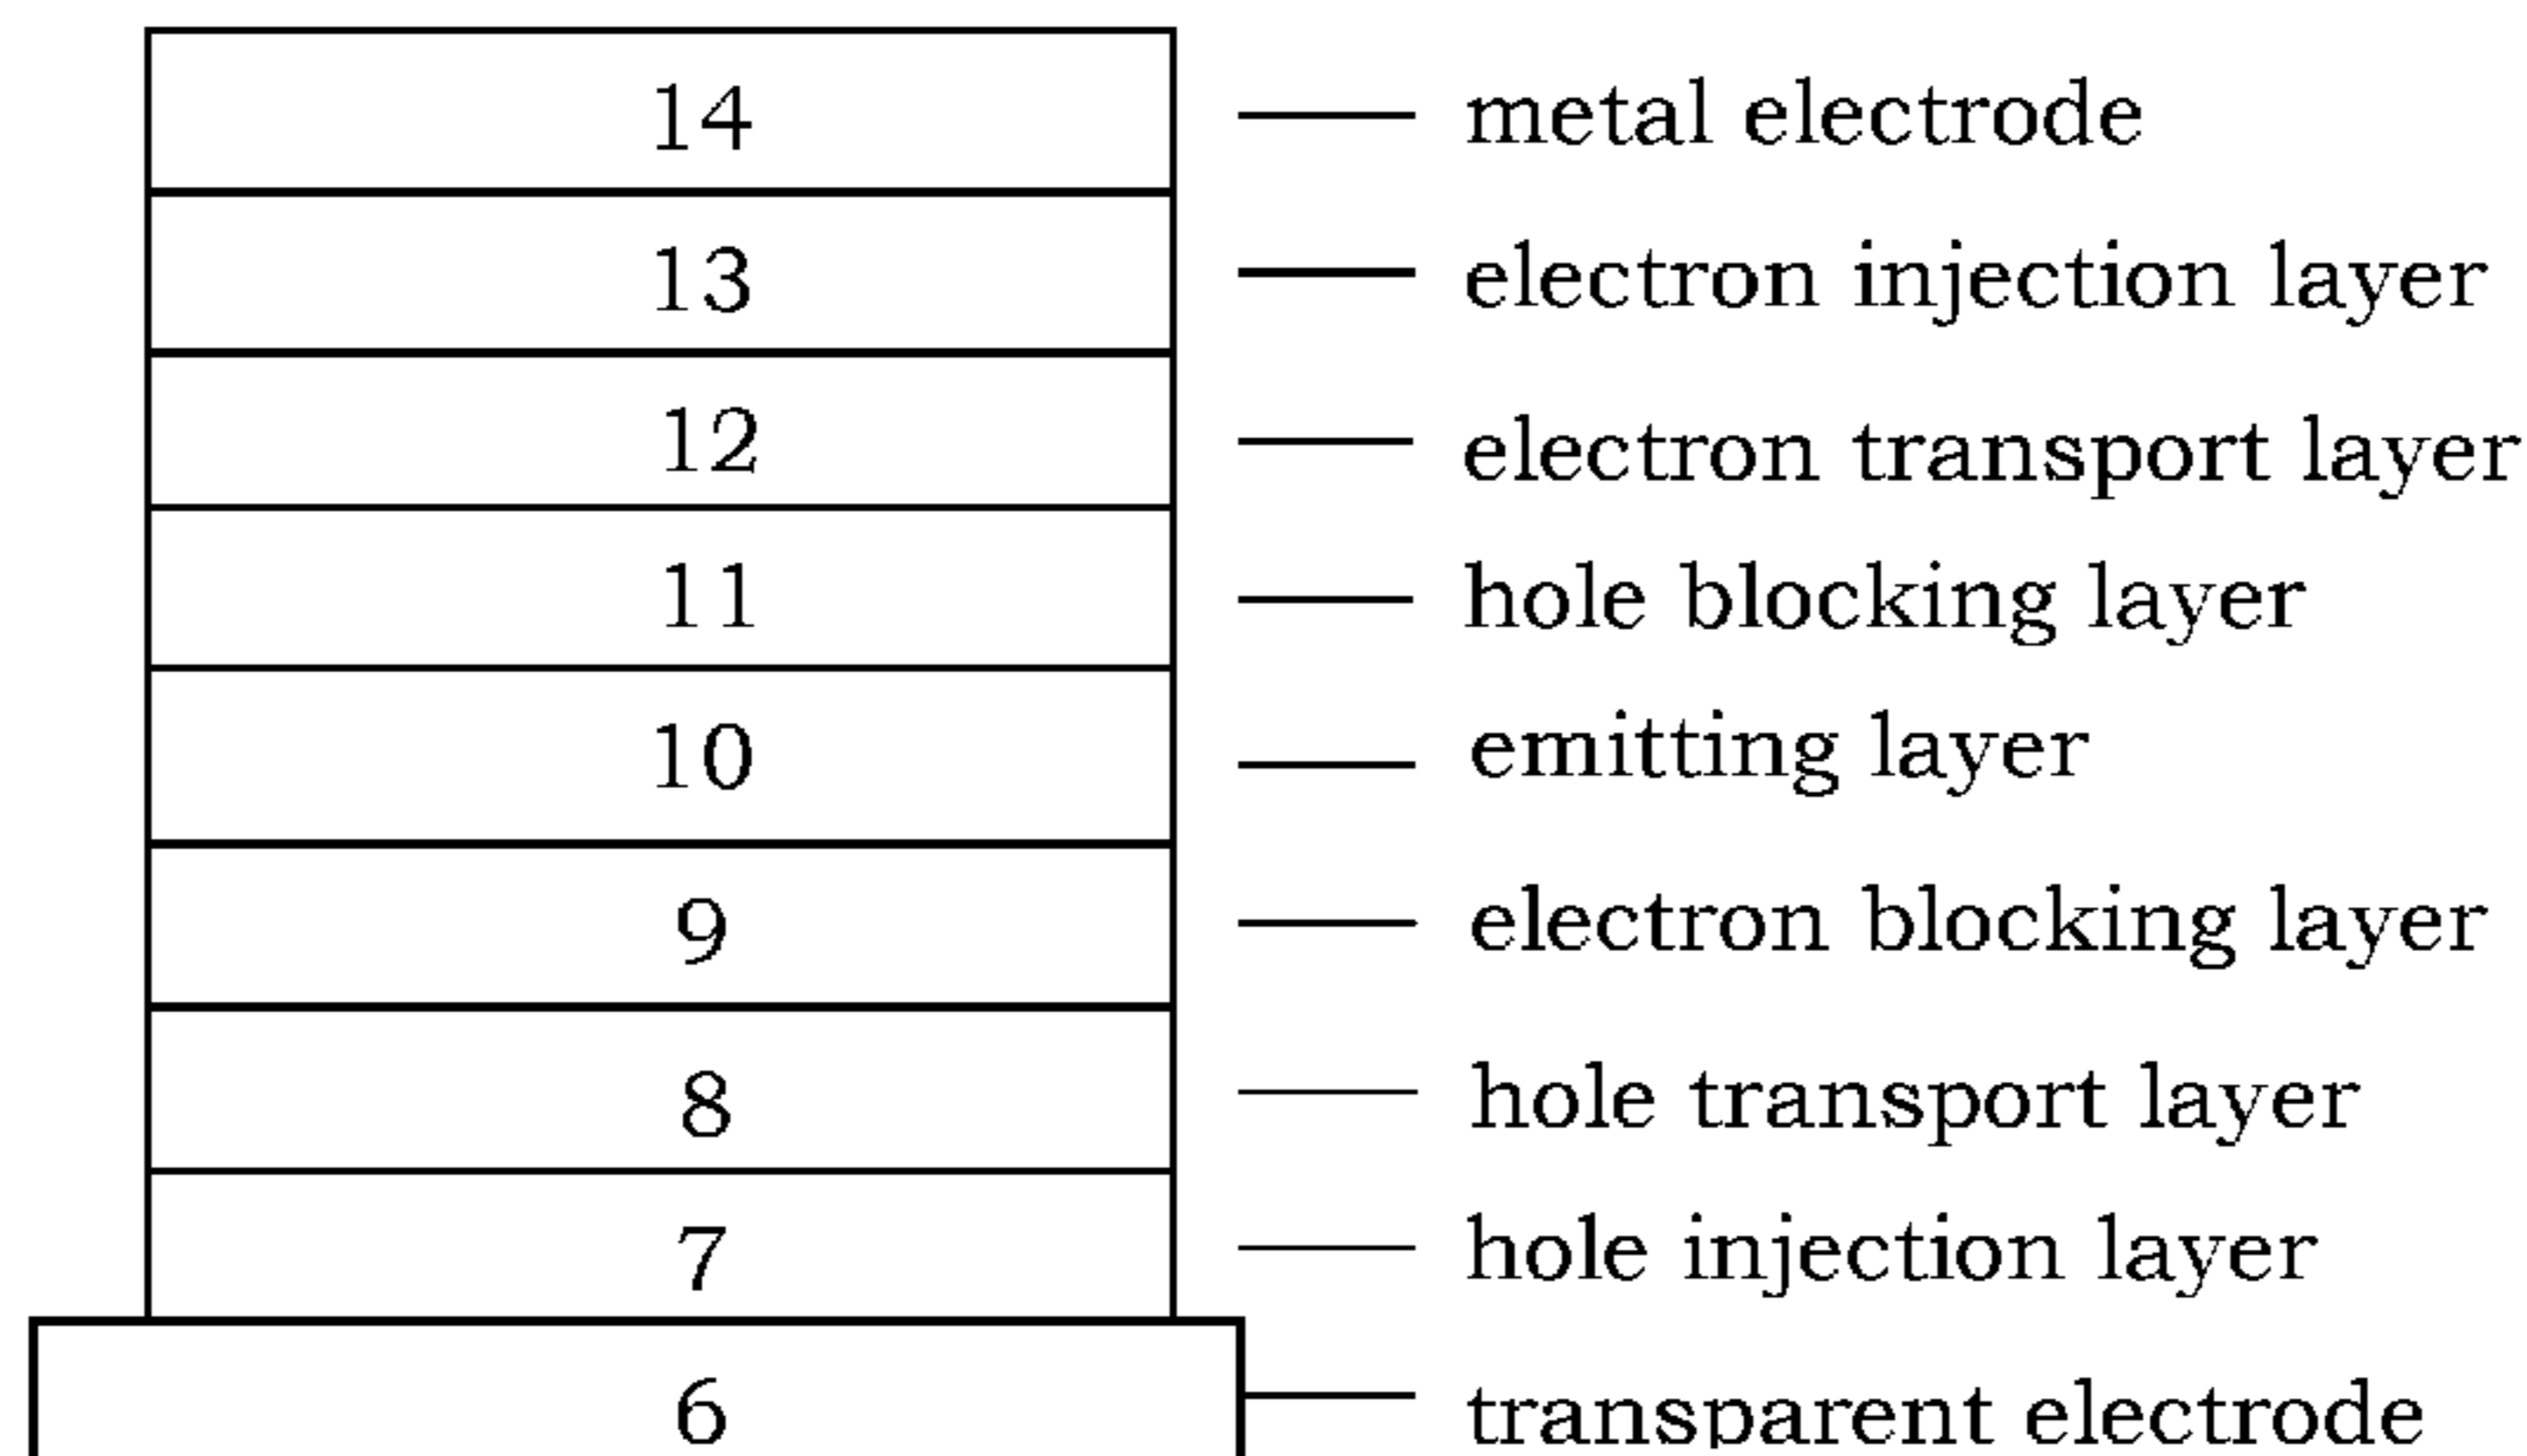 14 metal electrode
13 electron injection layer
12 electron transport layer
11 hole blocking layer
10 emitting layer
9 electron blocking layer
8 hole transport layer
7 hole injection layer
6 transparent electrode